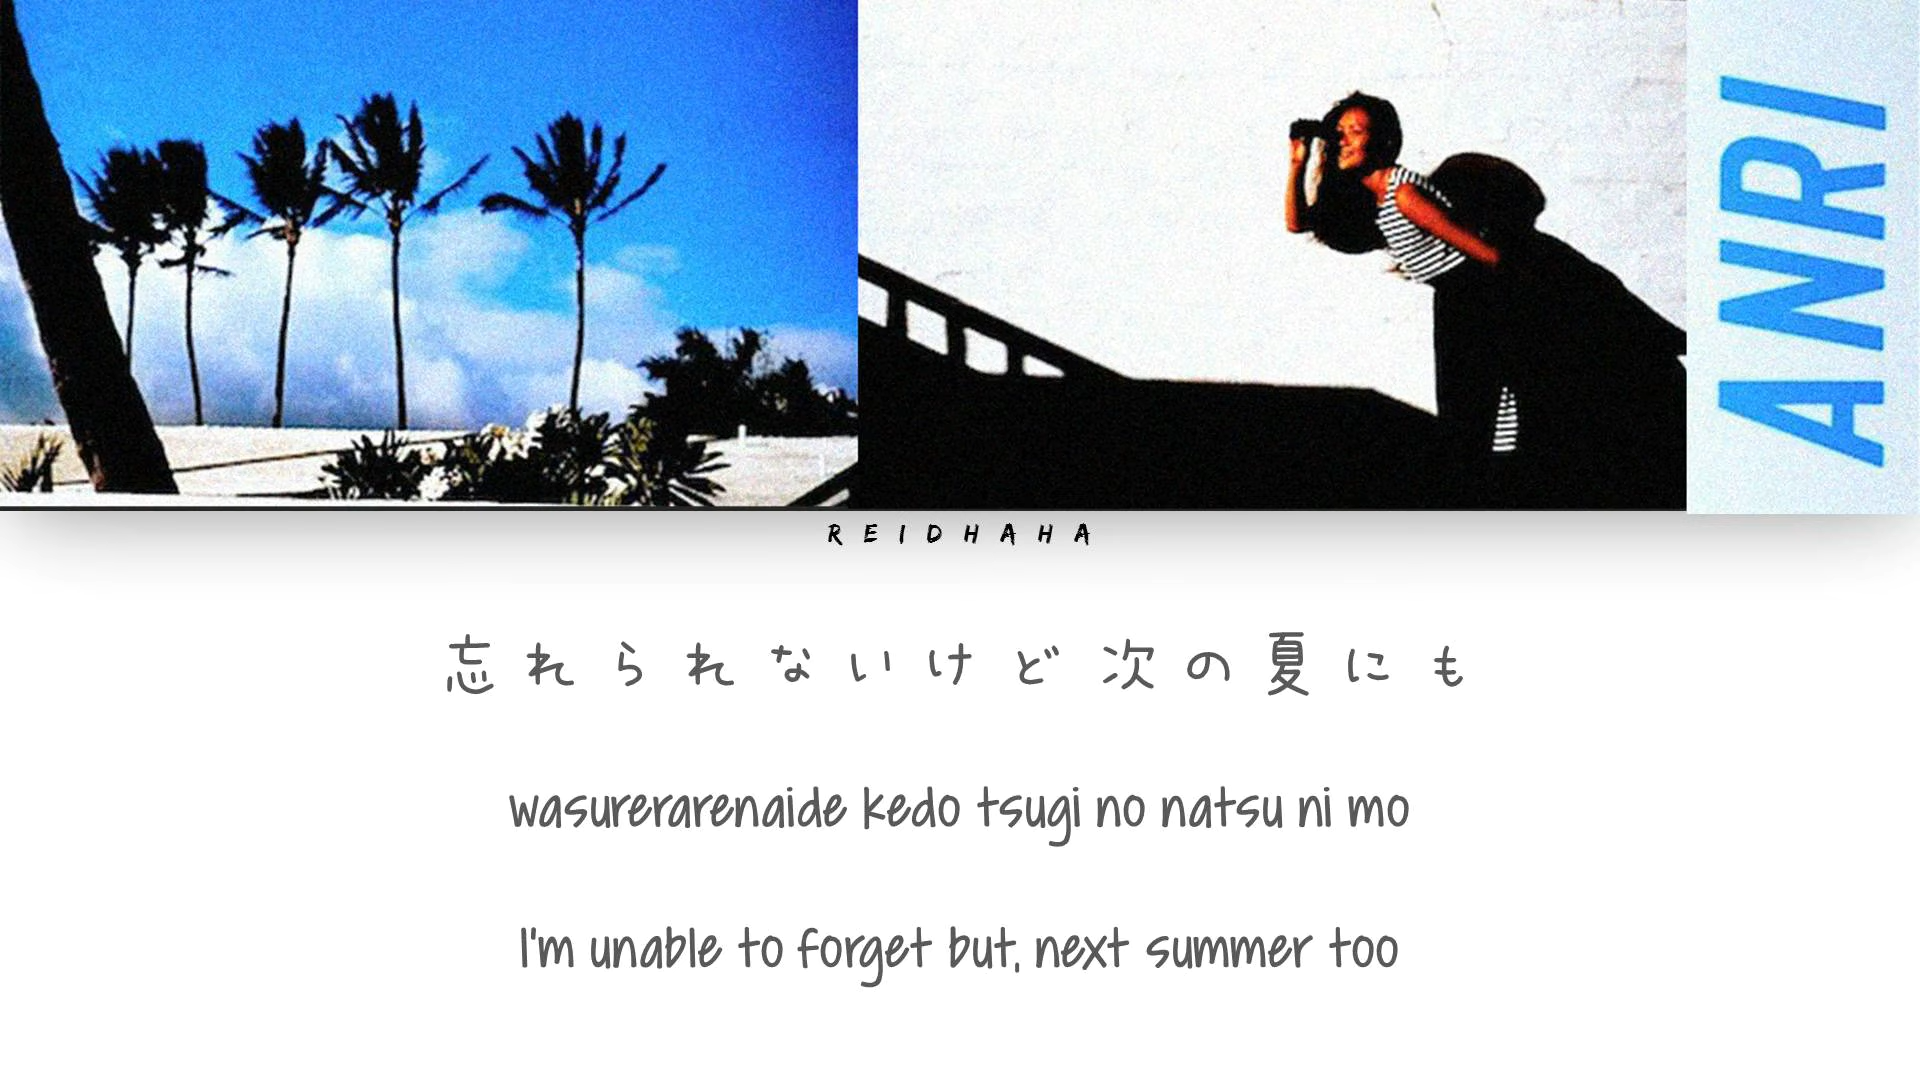 ANRI
REIDHAHA
忘れられないけど次の夏にも
wasurerarenaide kedo tsugi no natsu ni mo
I'm unable to forget but, next summer too